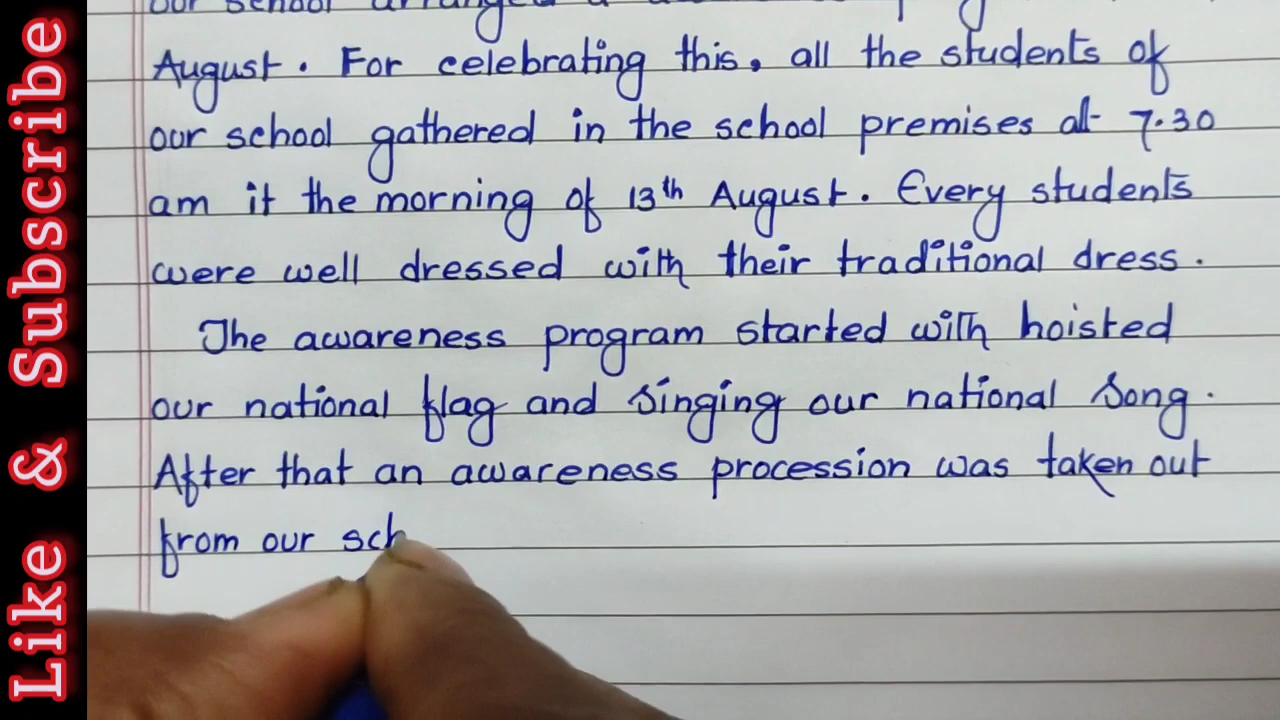 Like & Subscribe
our school arranged a
August. For celebrating this, all the students of
our school gathered in the school premises at 7.30
am it the morning of 13th August. Every students
were well dressed with their traditional dress.
The awareness program started with hoisted
our national flag and singing our national song.
After that an awareness procession was taken out
from our sch